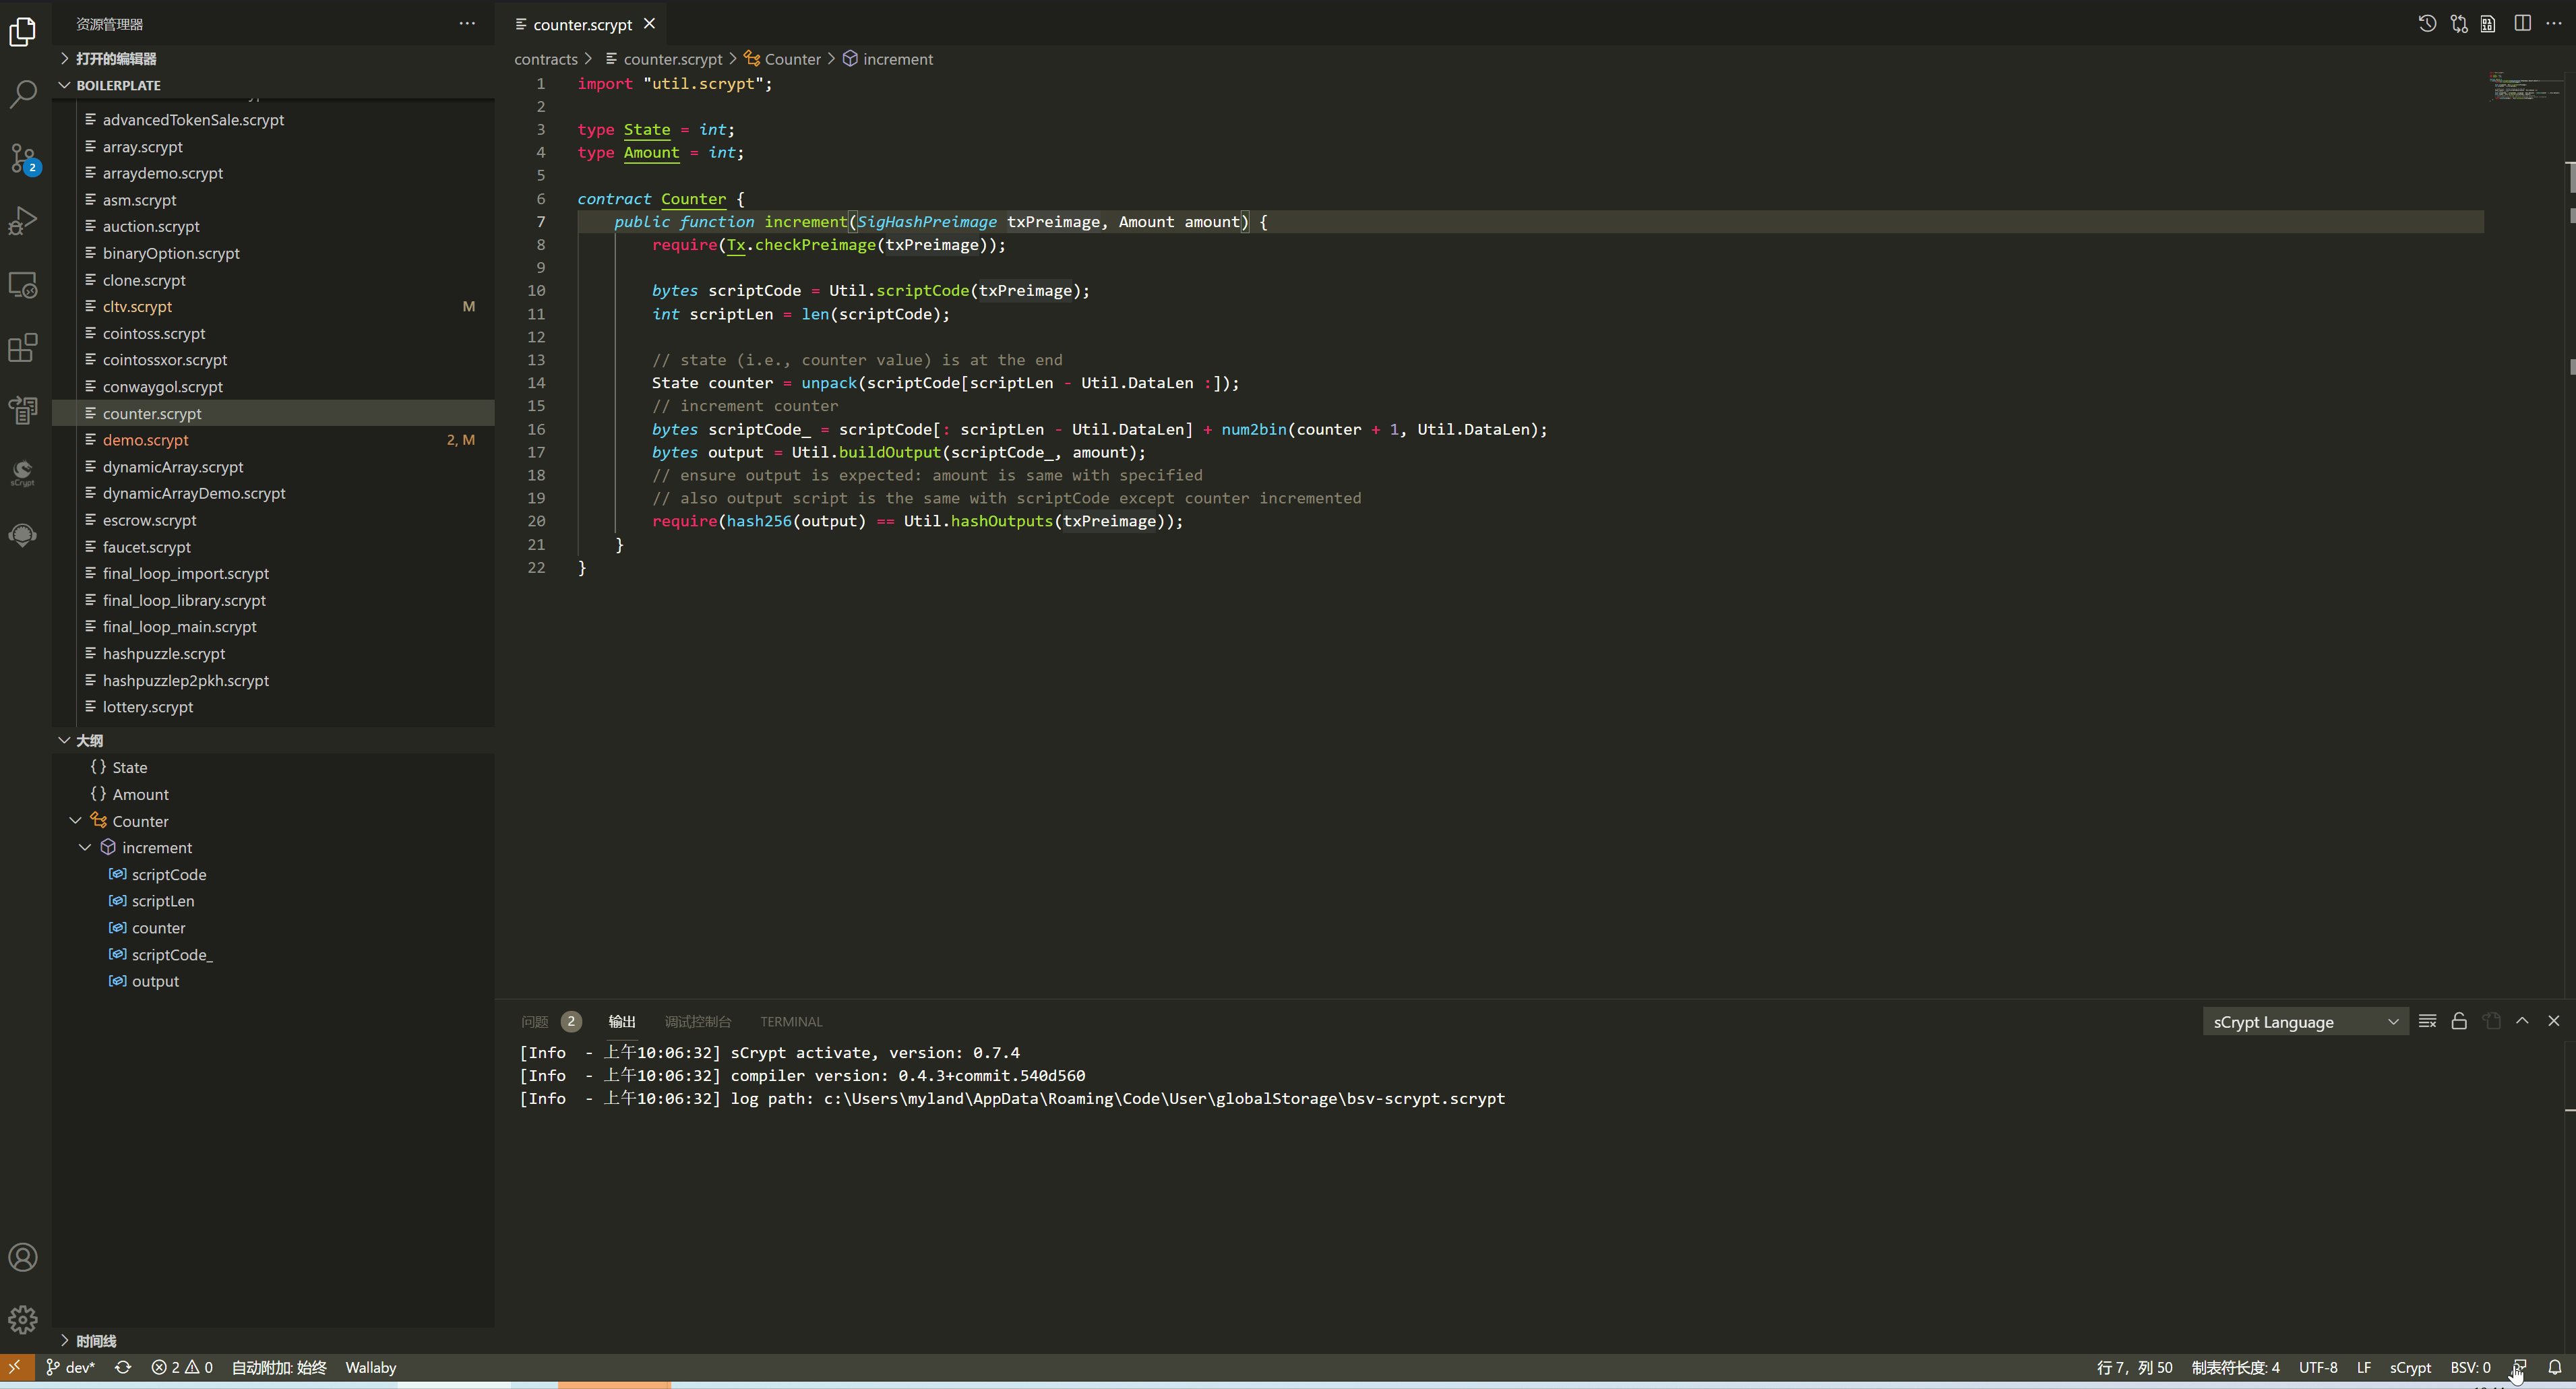 资源管理器
打开的编辑器
BOILERPLATE
advancedTokenSale.scrypt
array.scrypt
arraydemo.scrypt
asm.scrypt
auction.scrypt
binaryOption.scrypt
clone.scrypt
cltv.scrypt M
cointoss.scrypt
cointossxor.scrypt
conwaygol.scrypt
counter.scrypt
demo.scrypt 2, M
dynamicArray.scrypt
dynamicArrayDemo.scrypt
escrow.scrypt
faucet.scrypt
final_loop_import.scrypt
final_loop_library.scrypt
final_loop_main.scrypt
hashpuzzle.scrypt
hashpuzzlep2pkh.scrypt
lottery.scrypt
大纲
{} State
{} Amount
Counter
increment
scriptCode
scriptLen
counter
scriptCode_
output
时间线
2
sCrypt
counter.scrypt
contracts > counter.scrypt > Counter > increment
1 import "util.scrypt";
2
3 type State = int;
4 type Amount = int;
5
6 contract Counter {
7 public function increment(SigHashPreimage txPreimage, Amount amount) {
8 require(Tx.checkPreimage(txPreimage));
9
10 bytes scriptCode = Util.scriptCode(txPreimage);
11 int scriptLen = len(scriptCode);
12
13 // state (i.e., counter value) is at the end
14 State counter = unpack(scriptCode[scriptLen - Util.DataLen :]);
15 // increment counter
16 bytes scriptCode_ = scriptCode[: scriptLen - Util.DataLen] + num2bin(counter + 1, Util.DataLen);
17 bytes output = Util.buildOutput(scriptCode_, amount);
18 // ensure output is expected: amount is same with specified
19 // also output script is the same with scriptCode except counter incremented
20 require(hash256(output) == Util.hashOutputs(txPreimage));
21 }
22 }
问题 2 输出 调试控制台 TERMINAL sCrypt Language
[Info - 上午10:06:32] sCrypt activate, version: 0.7.4
[Info - 上午10:06:32] compiler version: 0.4.3+commit.540d560
[Info - 上午10:06:32] log path: c:\Users\myland\AppData\Roaming\Code\User\globalStorage\bsv-scrypt.scrypt
dev* 2 0 自动附加: 始终 Wallaby 行 7，列 50 制表符长度: 4 UTF-8 LF sCrypt BSV: 0